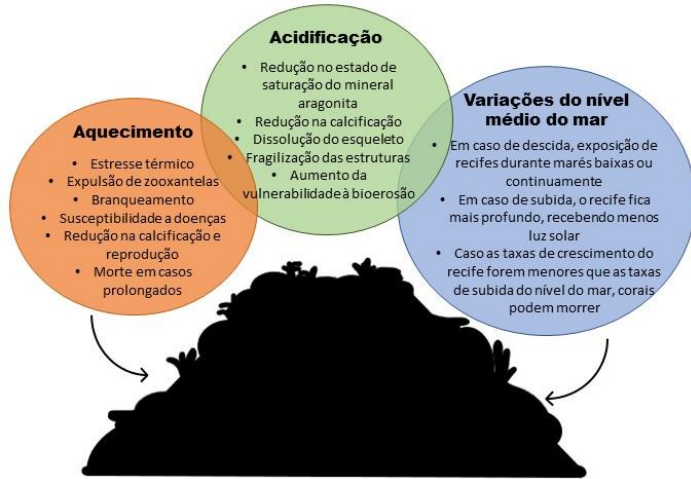 Aquecimento
• Estresse térmico
• Expulsão de zooxantelas
• Branqueamento
• Susceptibilidade a doenças
• Redução na calcificação e
reprodução
• Morte em casos
prolongados
Acidificação
• Redução no estado de
saturação do mineral
aragonita
• Redução na calcificação
• Dissolução do esqueleto
• Fragilização das estruturas
• Aumento da
vulnerabilidade à bioerosão
Variações do nível
médio do mar
• Em caso de descida, exposição de
recifes durante marés baixas ou
continuamente
• Em caso de subida, o recife fica
mais profundo, recebendo menos
luz solar
• Caso as taxas de crescimento do
recife forem menores que as taxas
de subida do nível do mar, corais
podem morrer